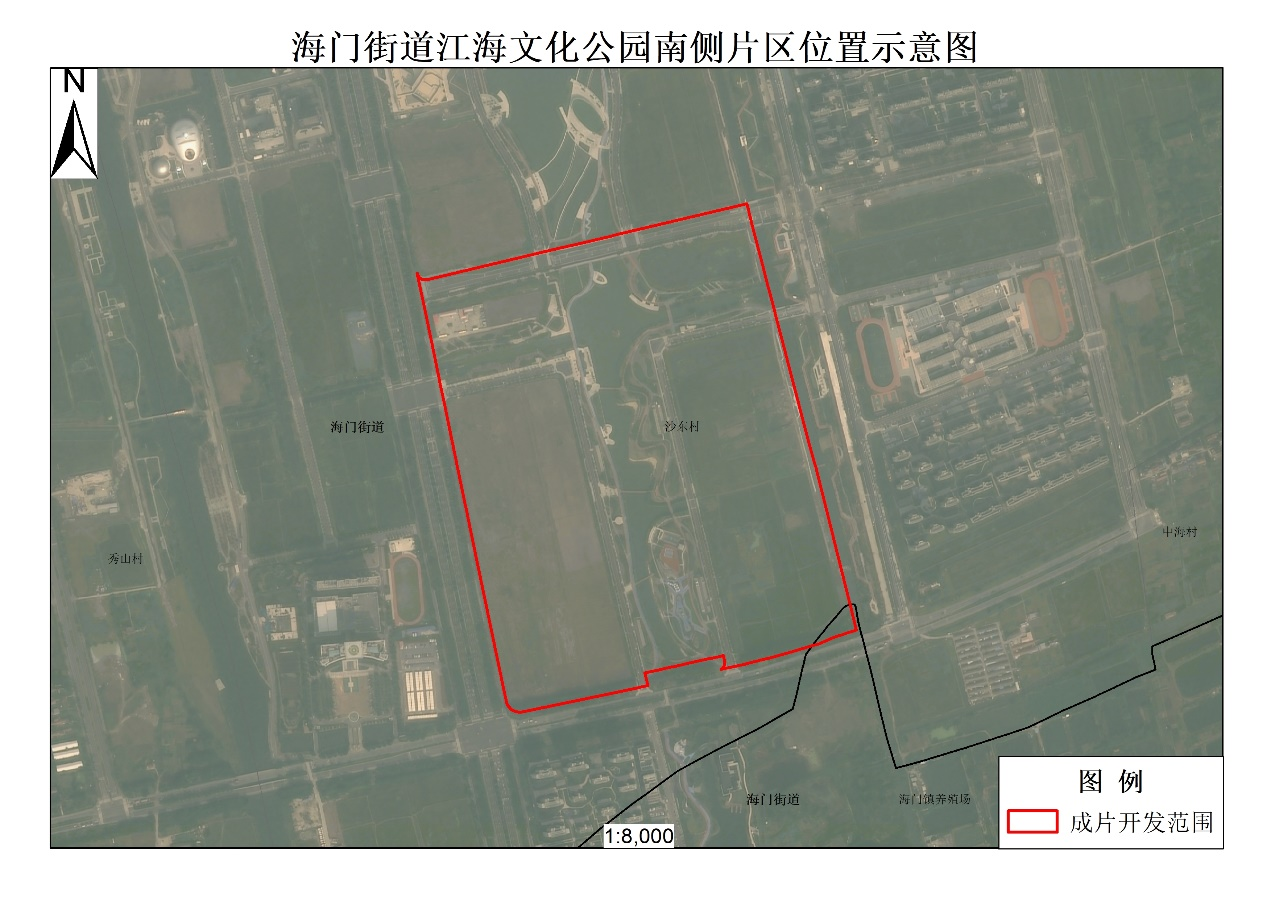 海门街道江海文化公园南侧片区位置示意图
N
海门街道
沙东村
中海村
秀山村
海门街道
海门镇养殖场
图 例
成片开发范围
1:8,000